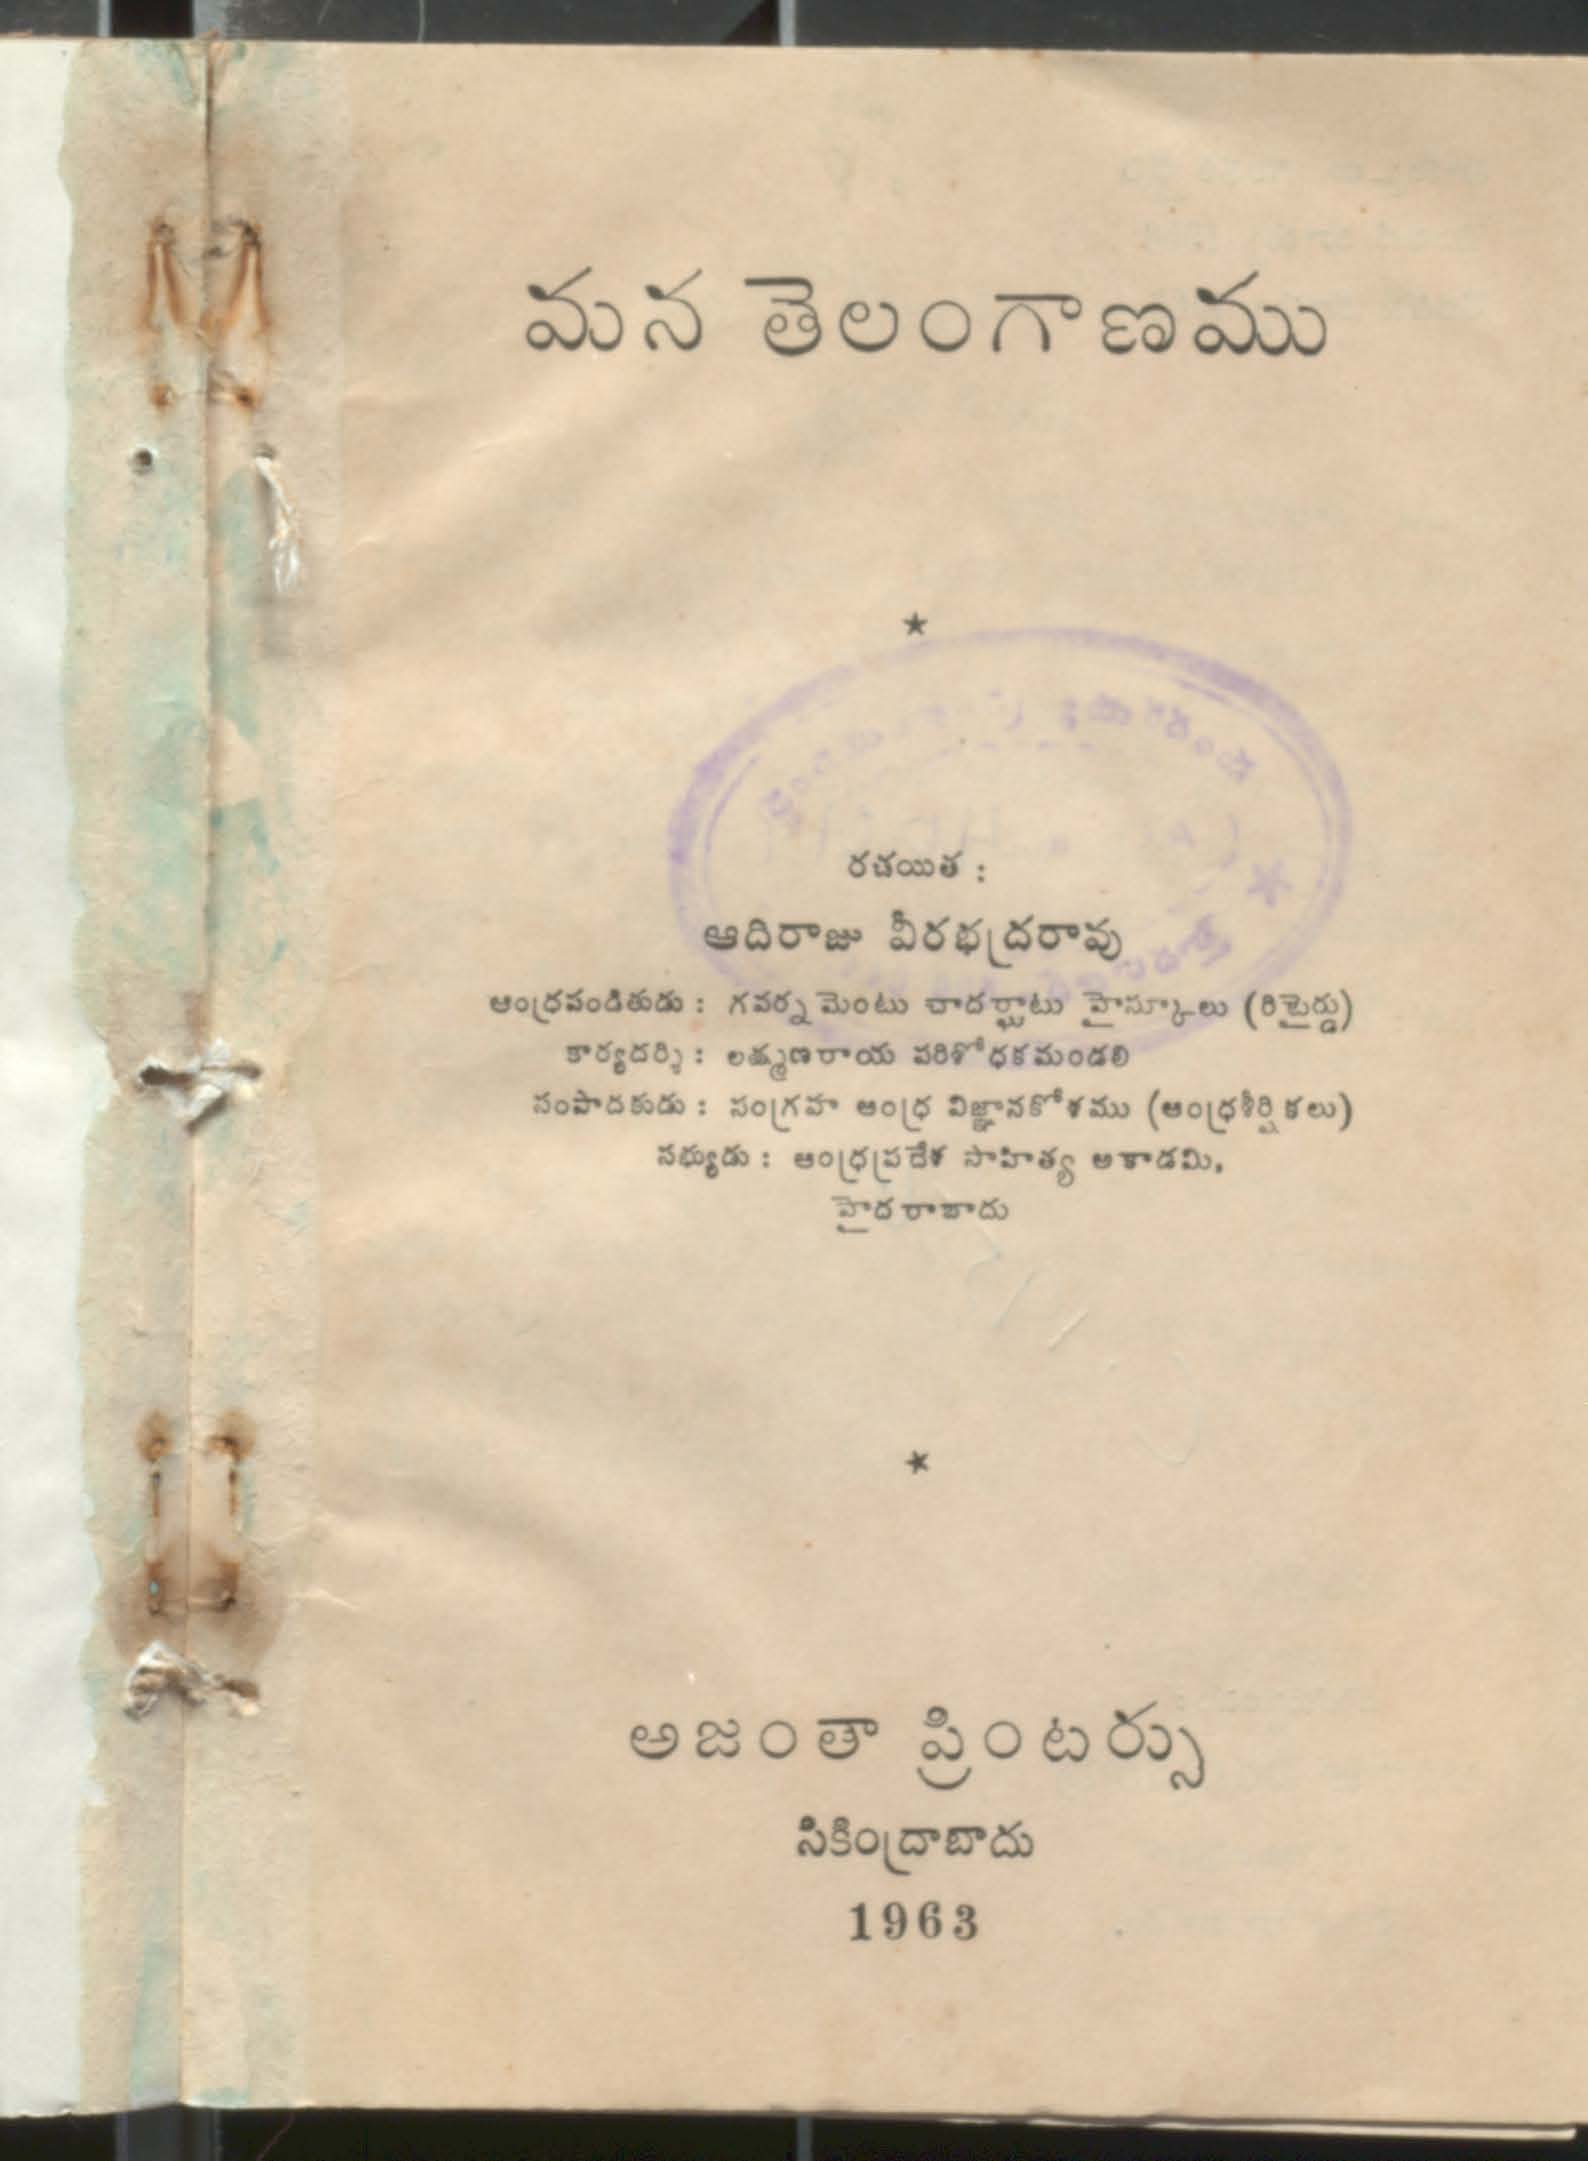 మన తెలంగాణము
★
రచయిత :
ఆదిరాజు వీరభద్రరావు
ఆంధ్రపండితుడు : గవర్నమెంటు చాదర్ఘాటు హైస్కూలు (రిటైర్డు)
కార్యదర్శి : లక్ష్మణరాయ పరిశోధకమండలి
సంపాదకుడు : సంగ్రహ ఆంధ్ర విజ్ఞానకోశము (ఆంధ్రశీర్షికలు)
సభ్యుడు : ఆంధ్రప్రదేశ సాహిత్య అకాడమి,
హైదరాబాదు
★
అజంతా ప్రింటర్సు
సికింద్రాబాదు
1963